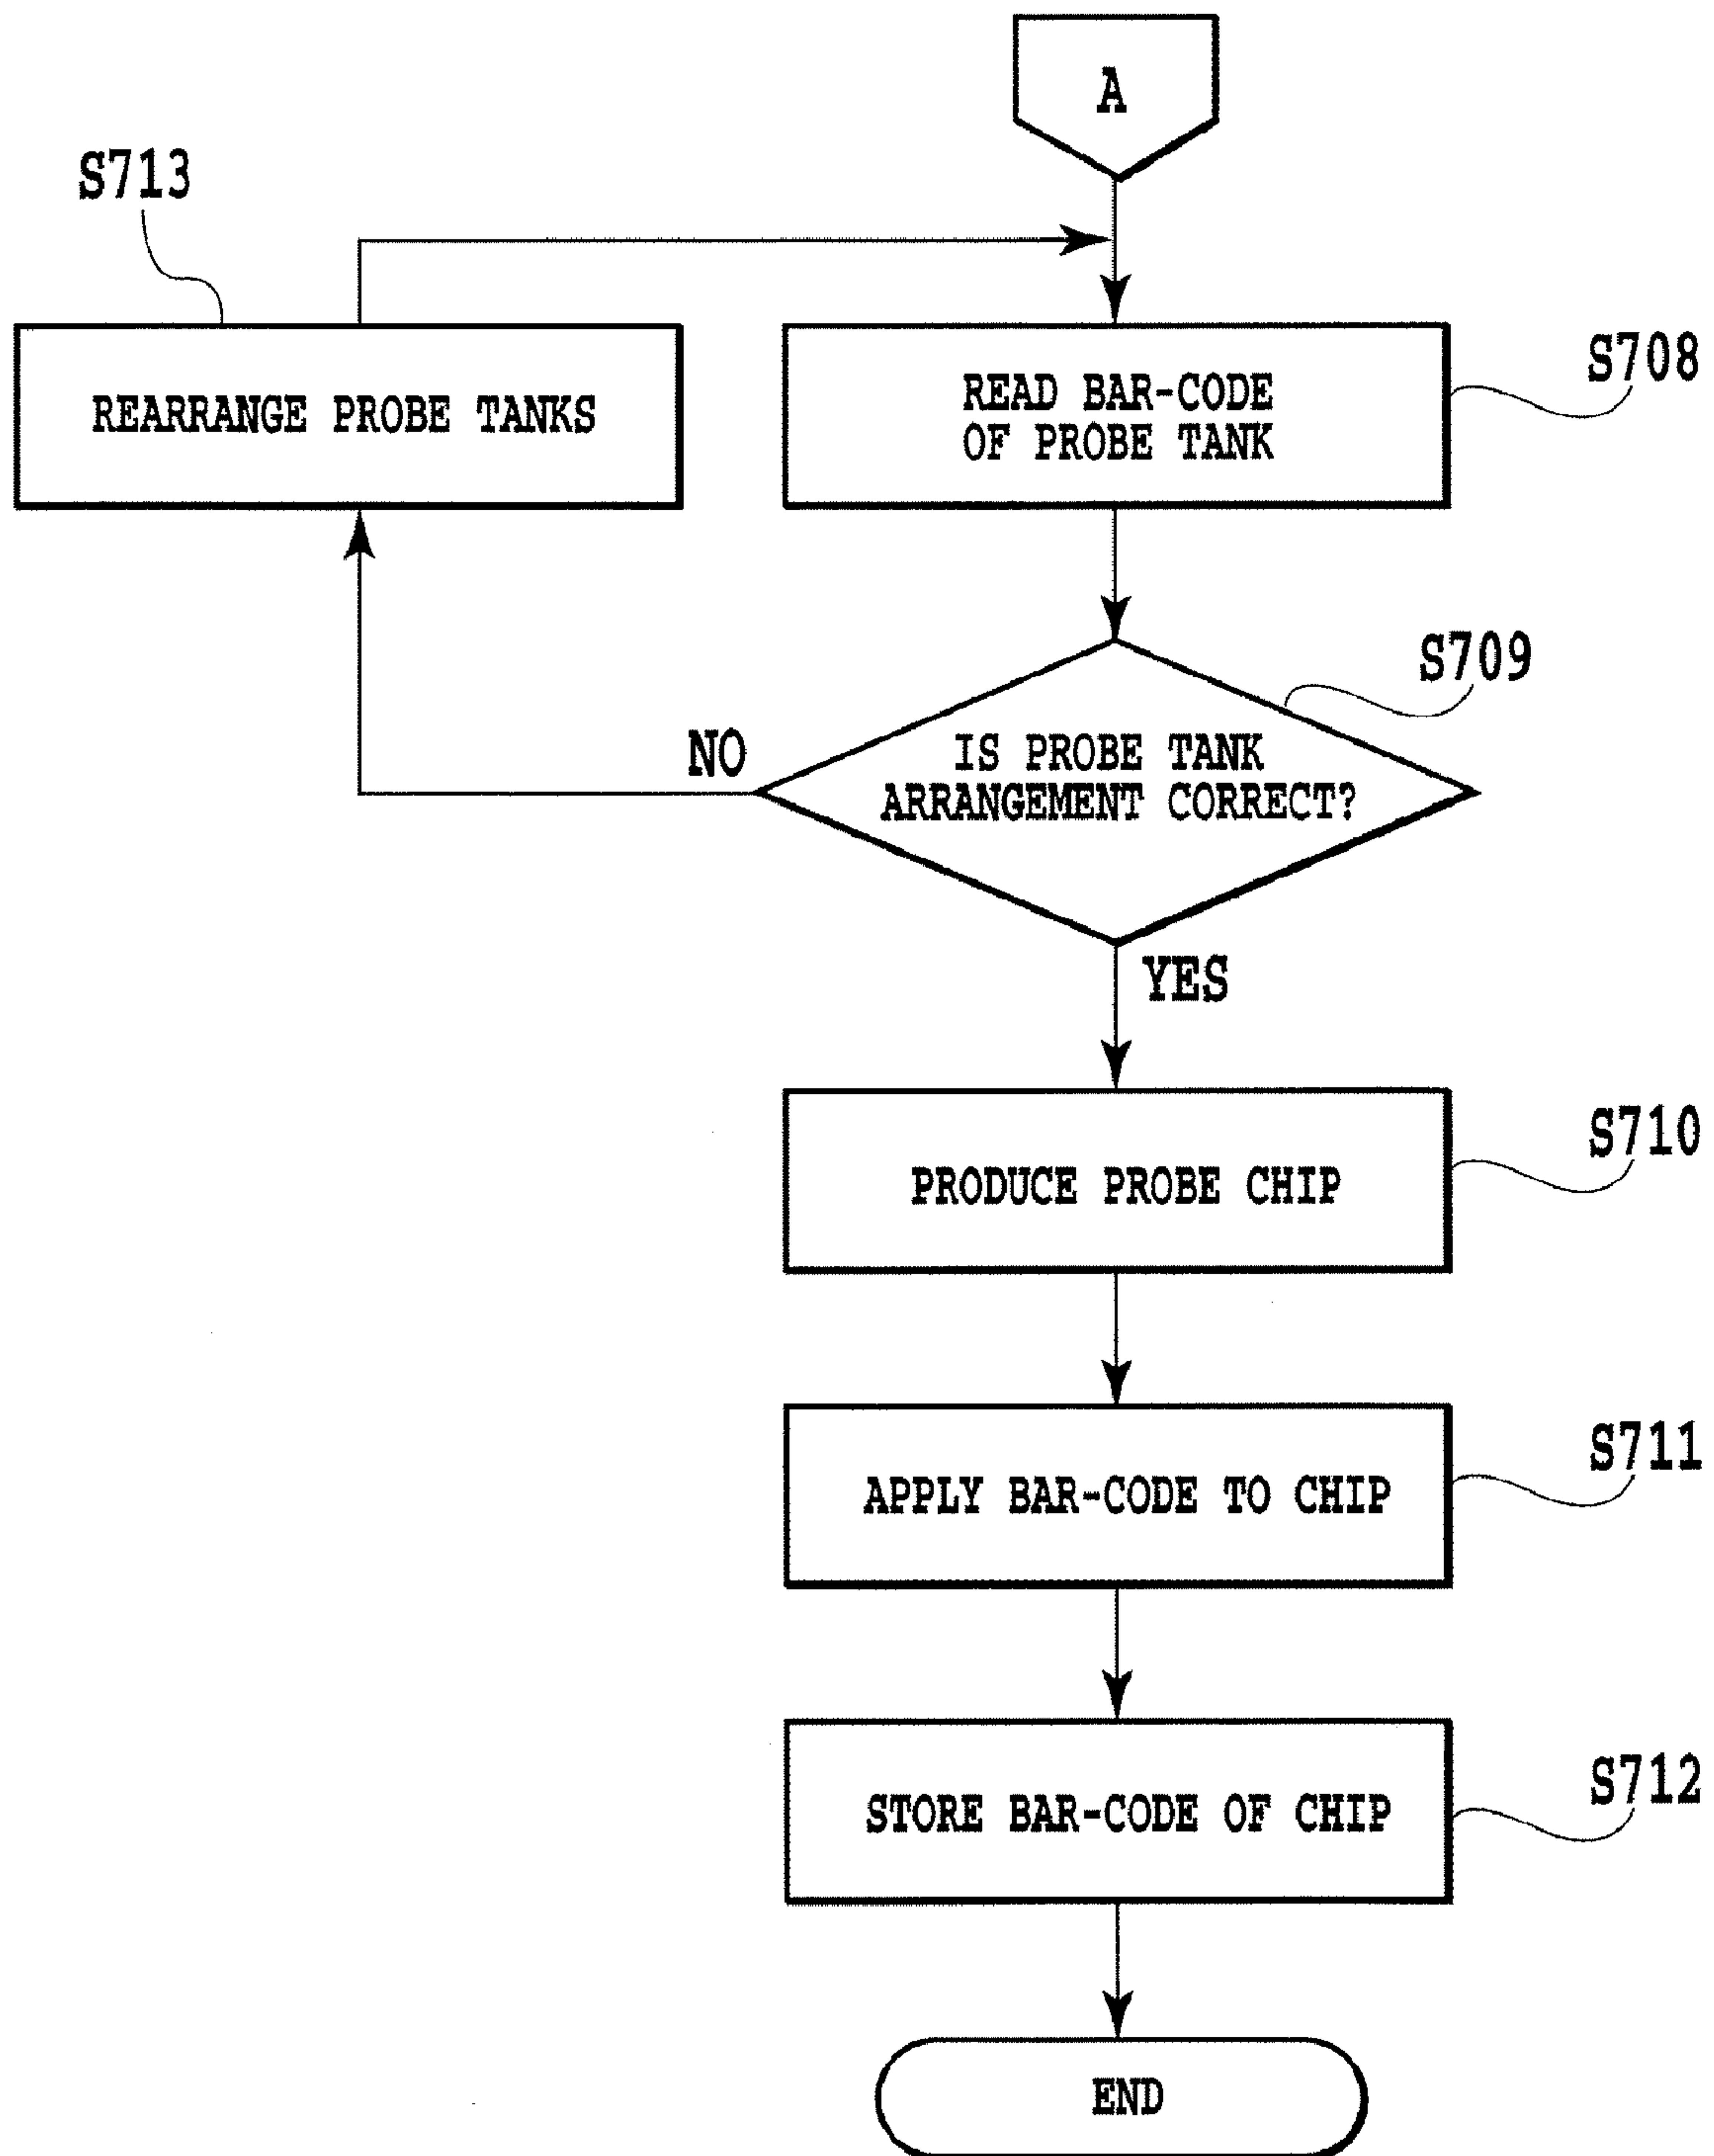 A
S713
REARRANGE PROBE TANKS
READ BAR-CODE
OF PROBE TANK
S708
S709
NO
IS PROBE TANK
ARRANGEMENT CORRECT?
YES
S710
PRODUCE PROBE CHIP
S711
APPLY BAR-CODE TO CHIP
S712
STORE BAR-CODE OF CHIP
END